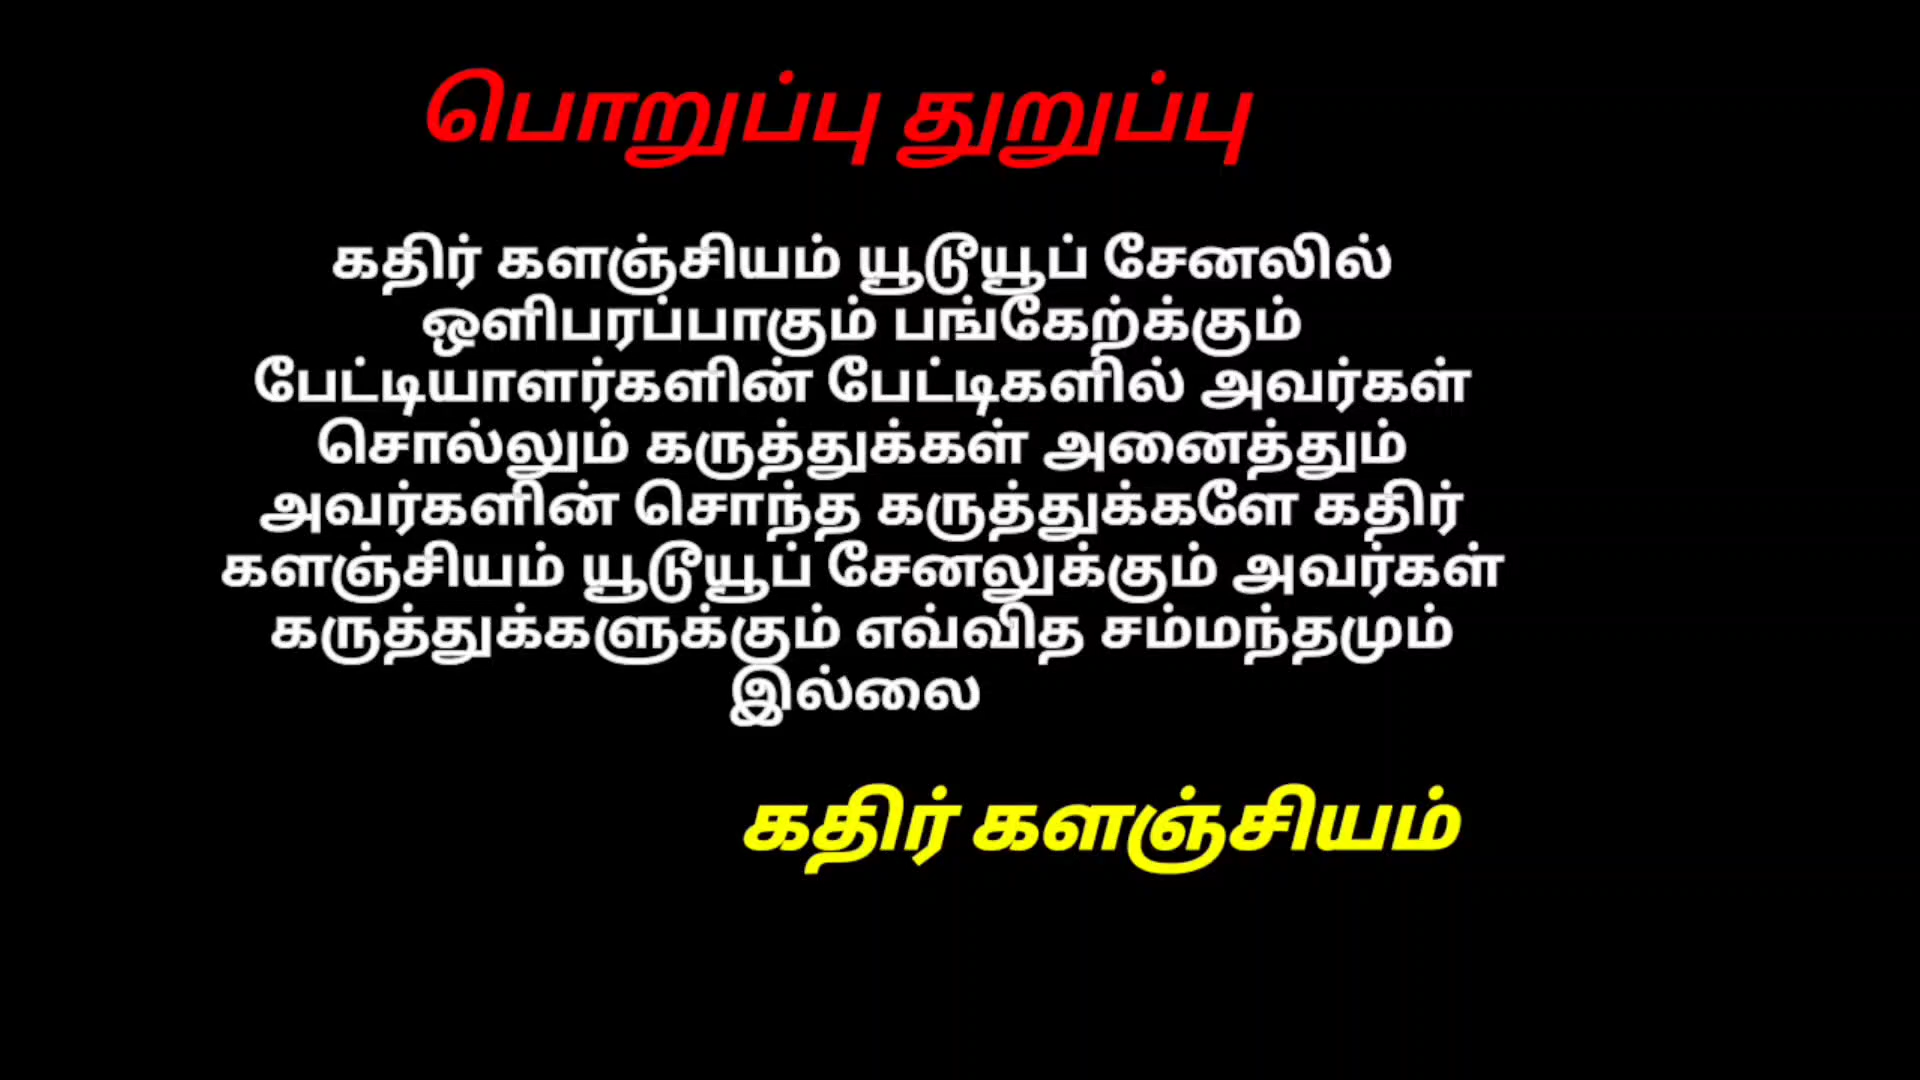 பொறுப்பு துறுப்பு
கதிர் களஞ்சியம் யூடூயூப் சேனலில்
ஒளிபரப்பாகும் பங்கேற்க்கும்
பேட்டியாளர்களின் பேட்டிகளில் அவர்கள்
சொல்லும் கருத்துக்கள் அனைத்தும்
அவர்களின் சொந்த கருத்துக்களே கதிர்
களஞ்சியம் யூடூயூப் சேனலுக்கும் அவர்கள்
கருத்துக்களுக்கும் எவ்வித சம்மந்தமும்
இல்லை
கதிர் களஞ்சியம்